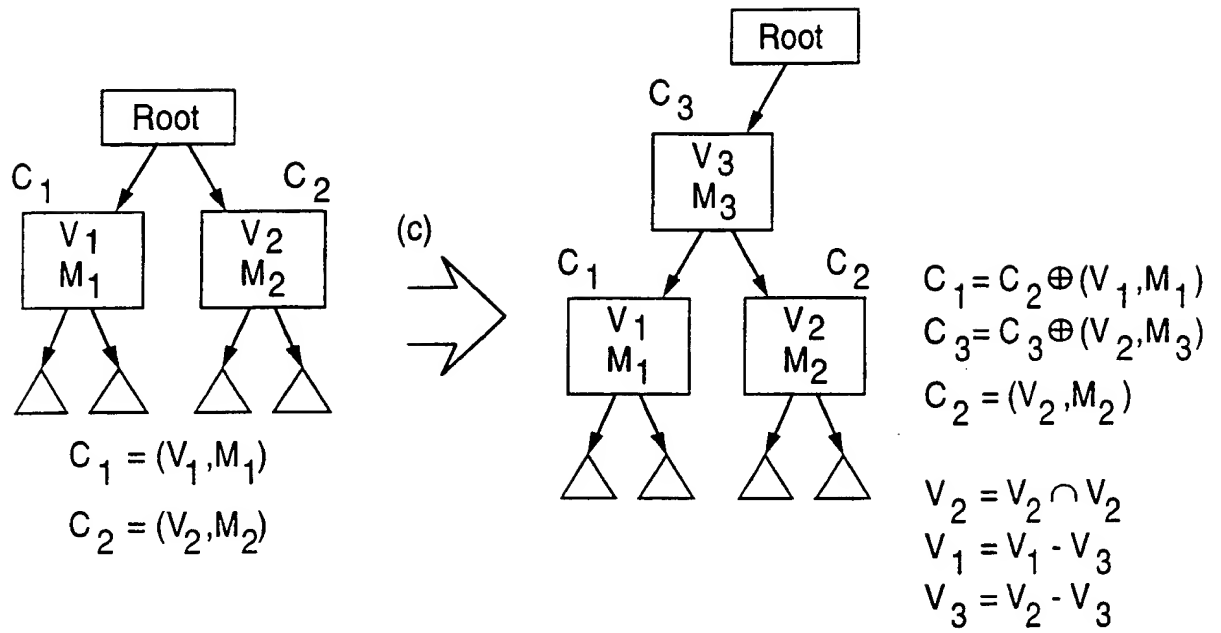 Root
C1
C2
V1
M1
V2
M2
C1 = (V1,M1)
C2 = (V2,M2)
(c)
Root
C3
V3
M3
C1
C2
V1
M1
V2
M2
C1 = C2 ⊕ (V1,M1)
C3 = C3 ⊕ (V2,M3)
C2 = (V2,M2)
V2 = V2 ∩ V2
V1 = V1 - V3
V3 = V2 - V3